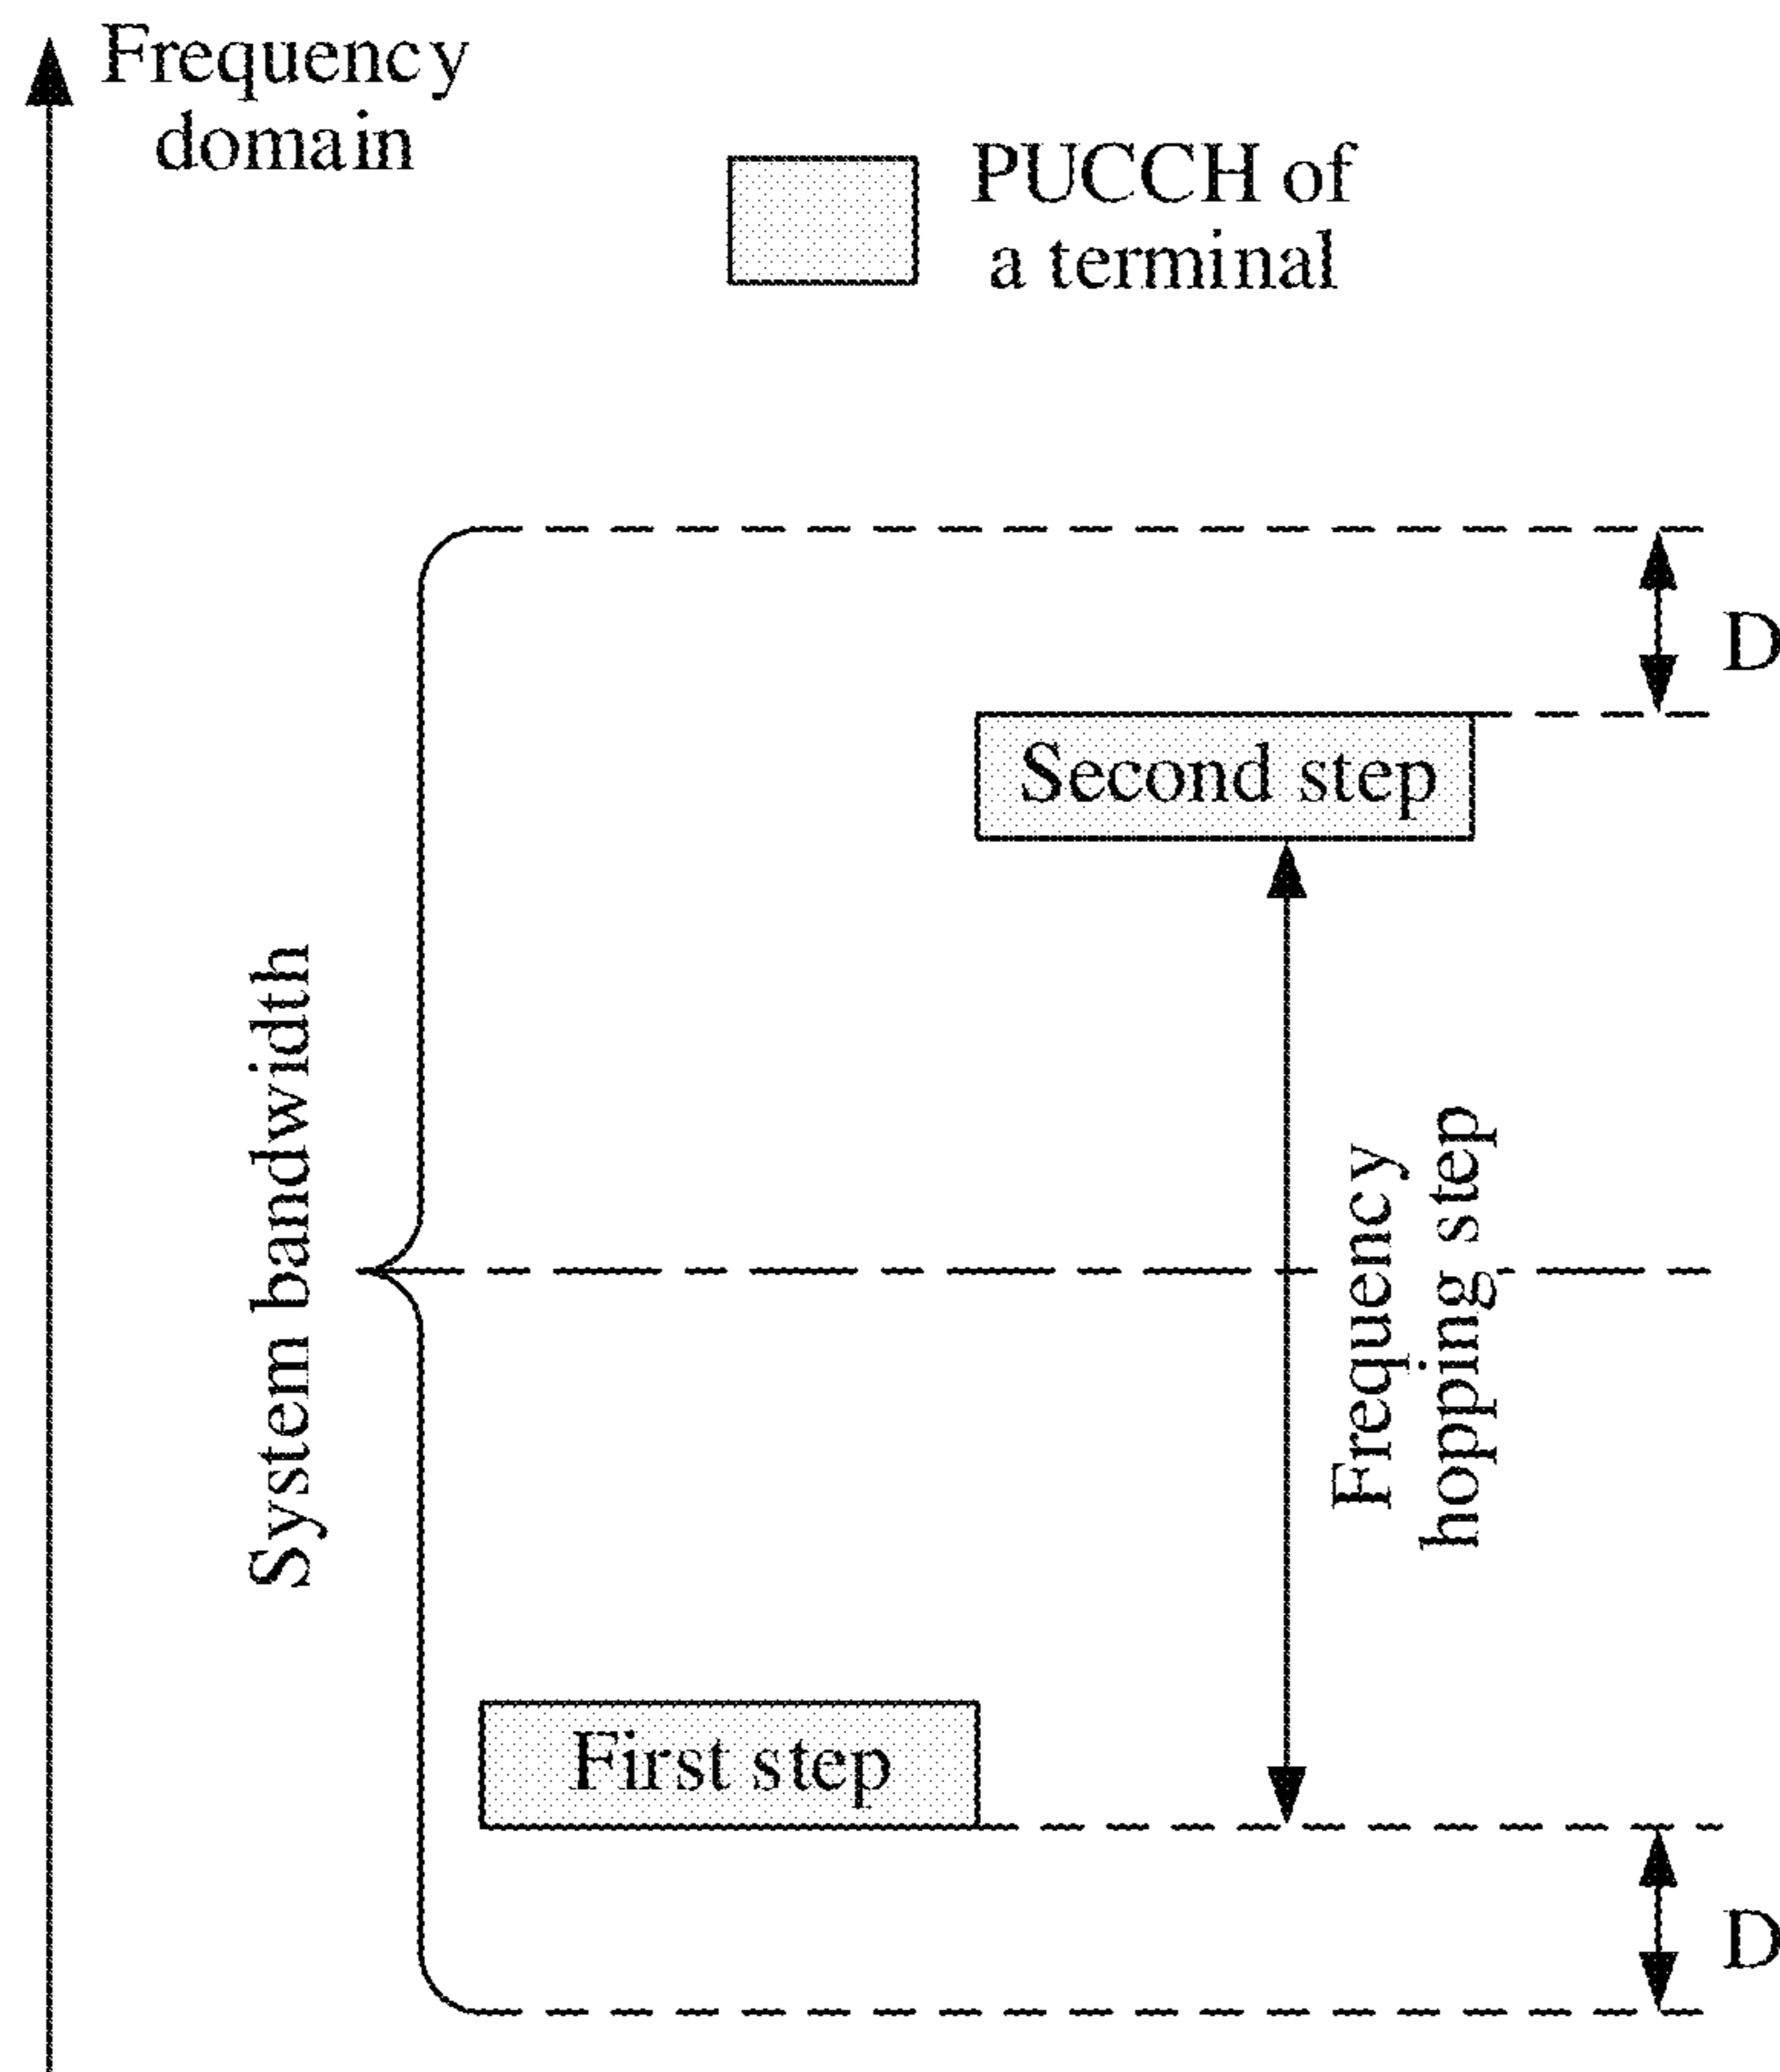 Frequency
domain
PUCCH of
a terminal
D
Second step
System bandwidth
Frequency
hopping step
First step
D